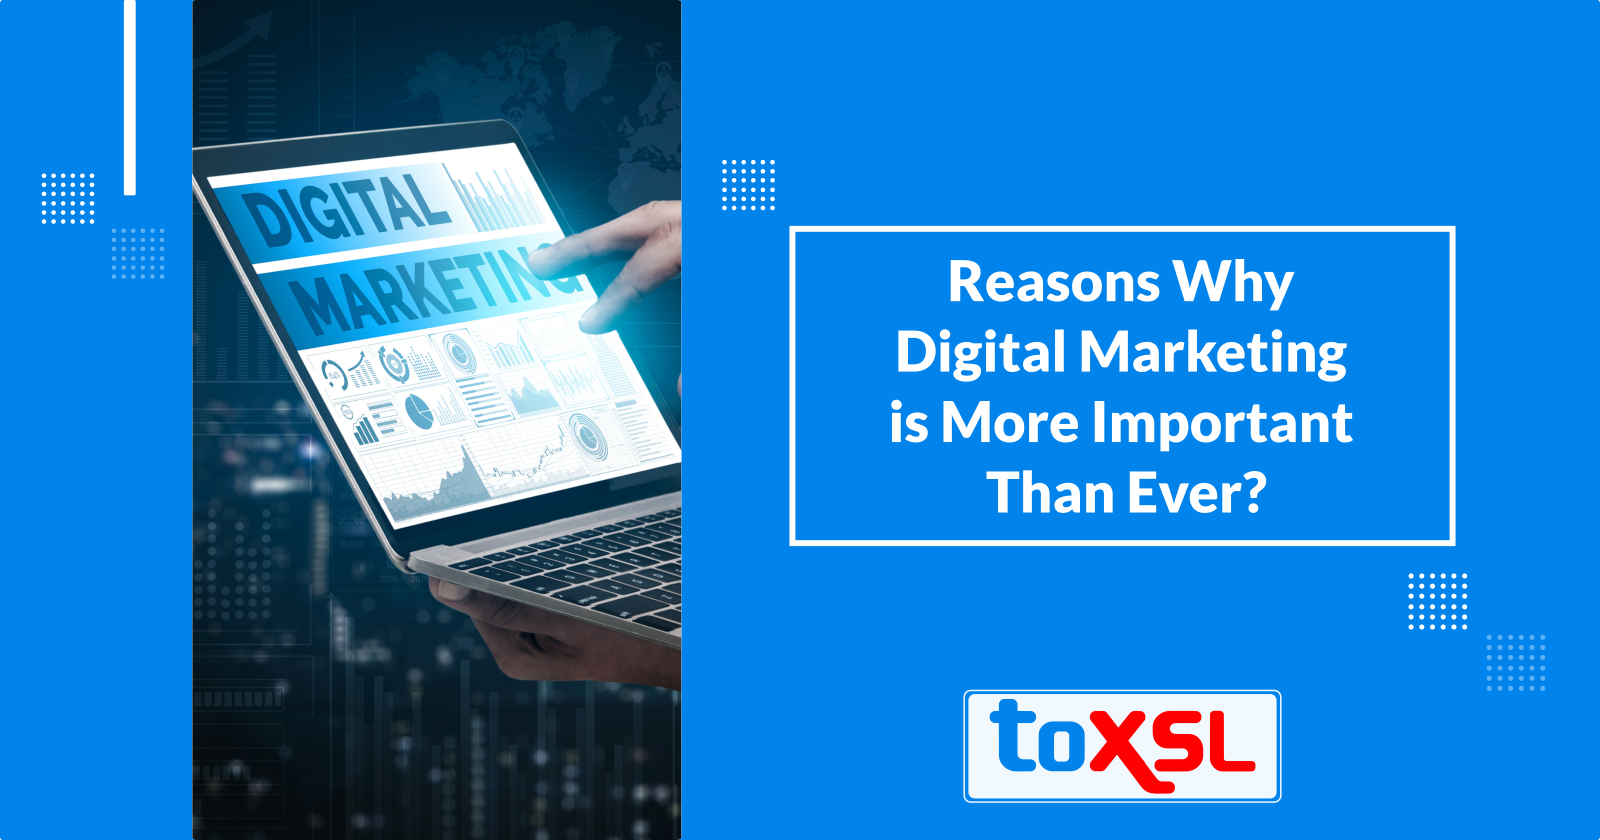 DIGITAL
MARKETING
Reasons Why
Digital Marketing
is More Important
Than Ever?
toXSL